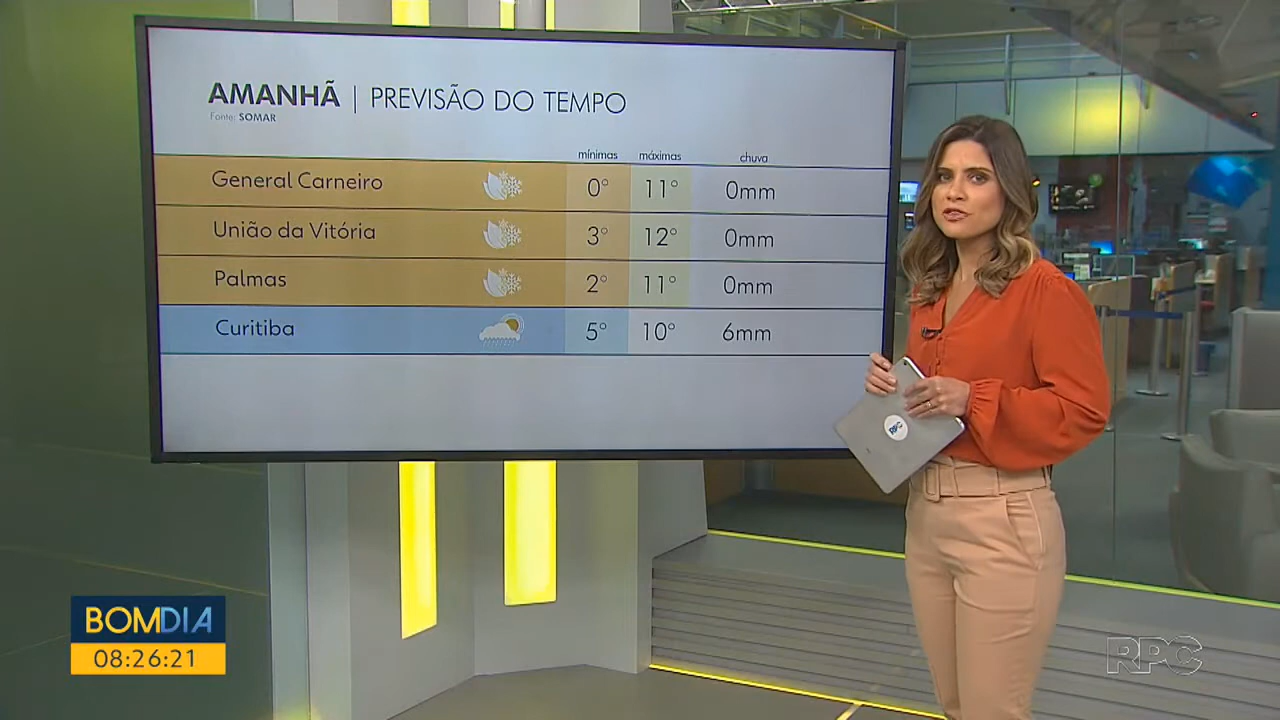 AMANHÃ | PREVISÃO DO TEMPO
Fonte: SOMAR
mínimas máximas chuva
General Carneiro 0° 11° 0mm
União da Vitória 3° 12° 0mm
Palmas 2° 11° 0mm
Curitiba 5° 10° 6mm
RPC
BOMDIA
08:26:21
RPC